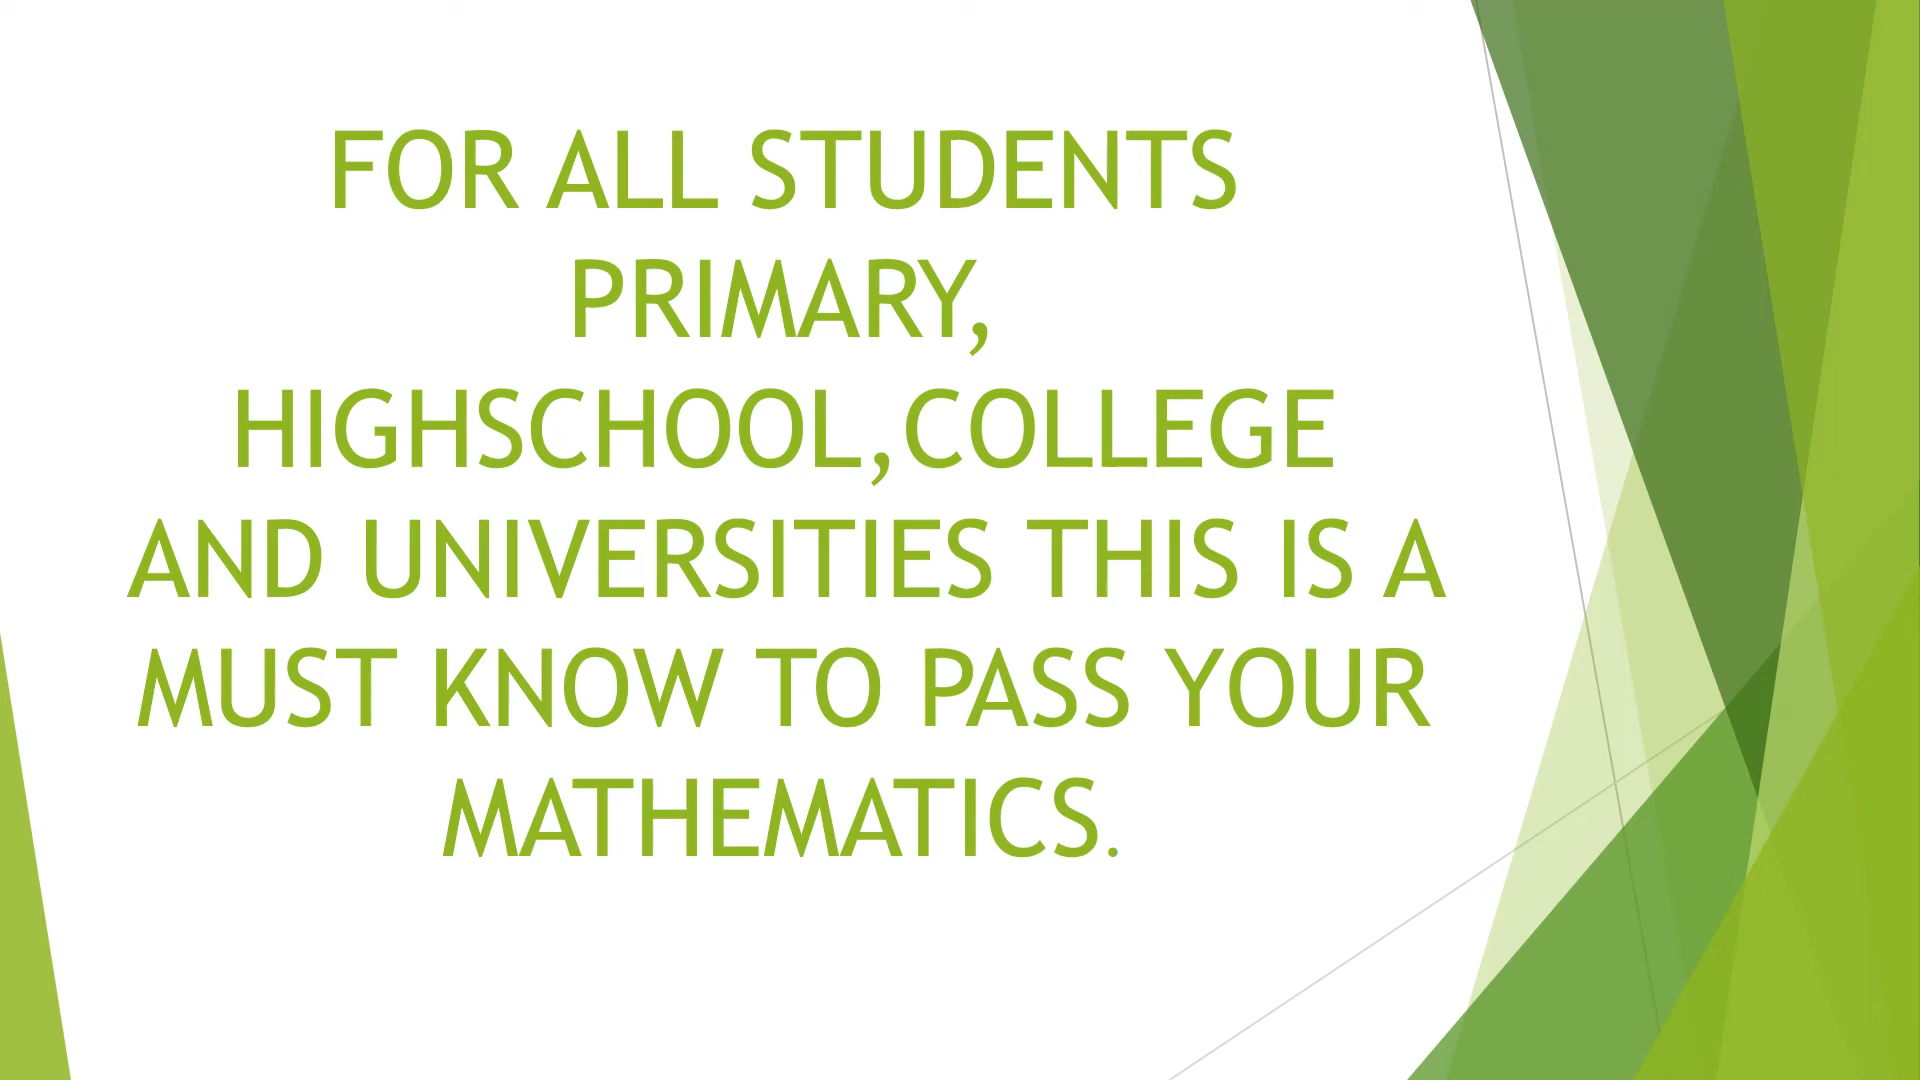 FOR ALL STUDENTS
PRIMARY,
HIGHSCHOOL,COLLEGE
AND UNIVERSITIES THIS IS A
MUST KNOW TO PASS YOUR
MATHEMATICS.